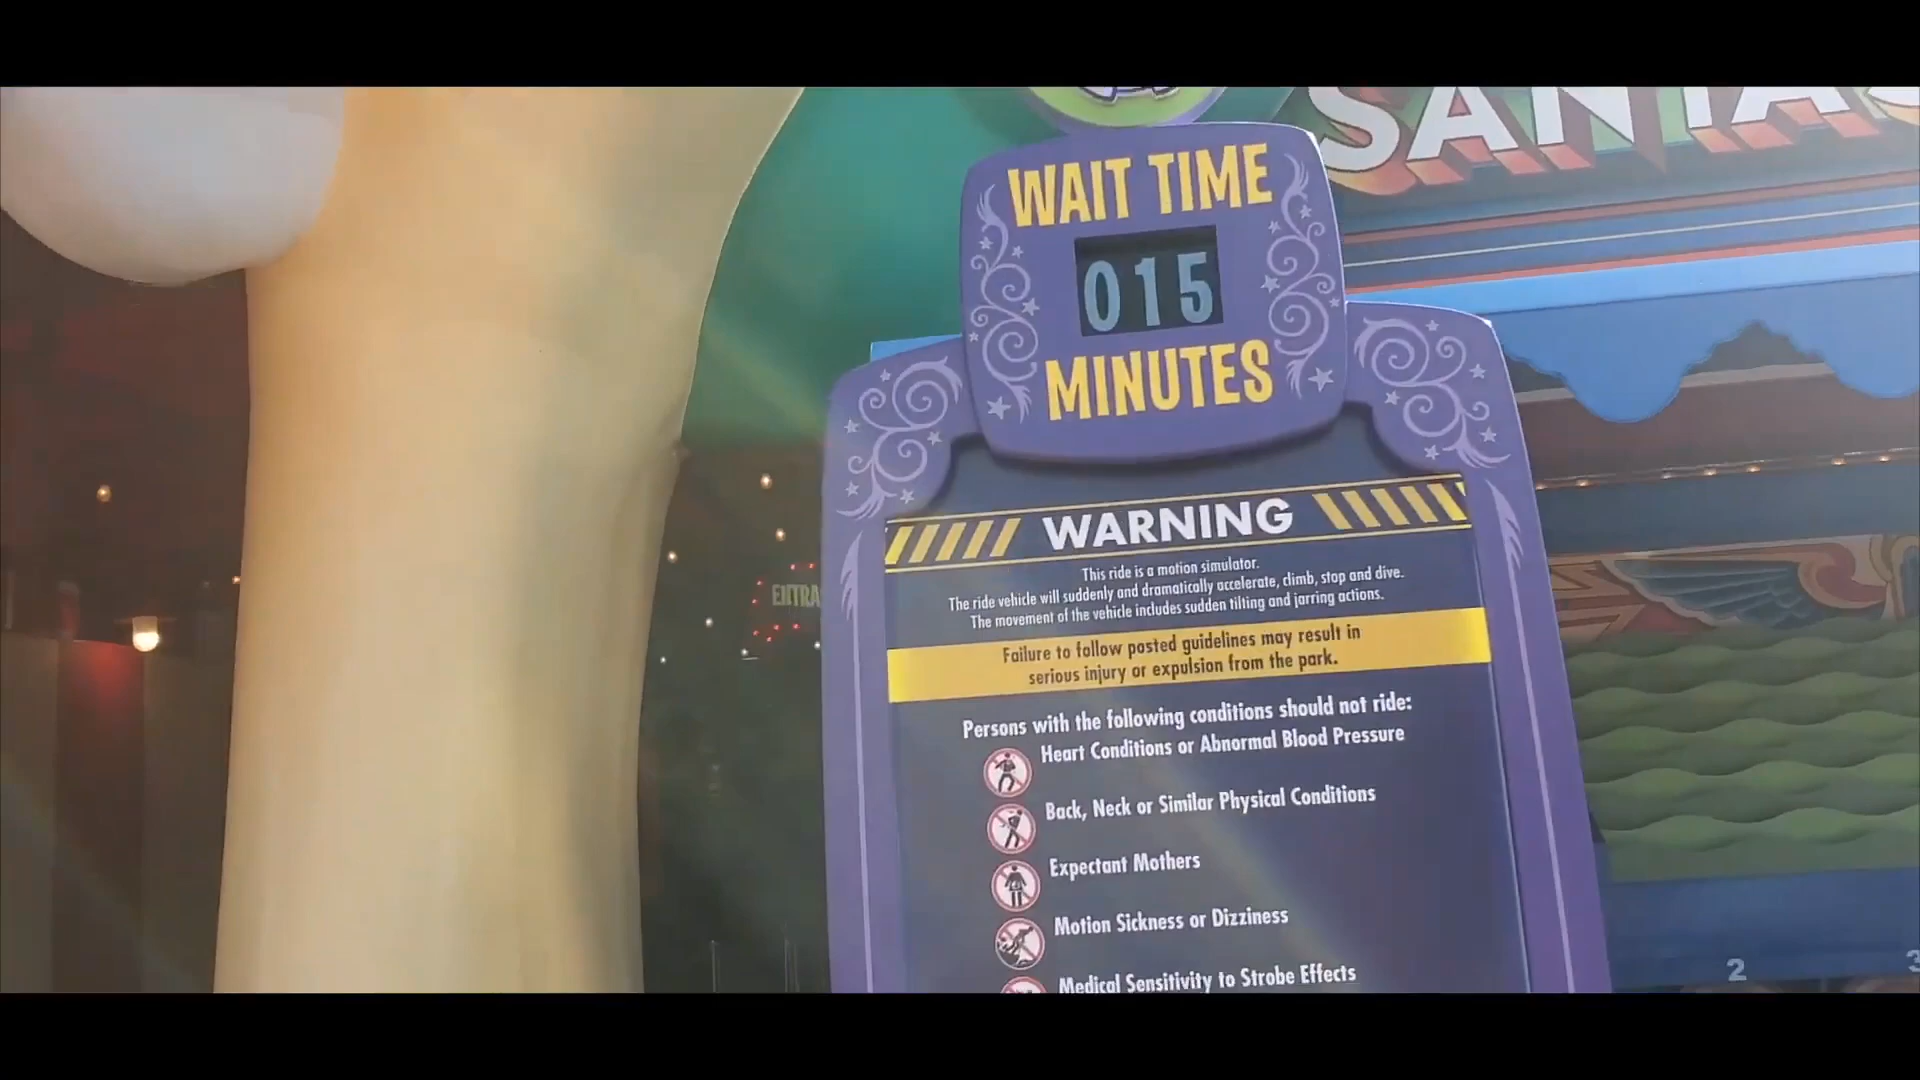 SANTA'S
WAIT TIME
015
MINUTES
WARNING
This ride is a motion simulator.
The ride vehicle will suddenly and dramatically accelerate, climb, stop and dive.
The movement of the vehicle includes sudden tilting and jarring actions.
Failure to follow posted guidelines may result in
serious injury or expulsion from the park.
Persons with the following conditions should not ride:
Heart Conditions or Abnormal Blood Pressure
Back, Neck or Similar Physical Conditions
Expectant Mothers
Motion Sickness or Dizziness
Medical Sensitivity to Strobe Effects
ENTRA
2
3